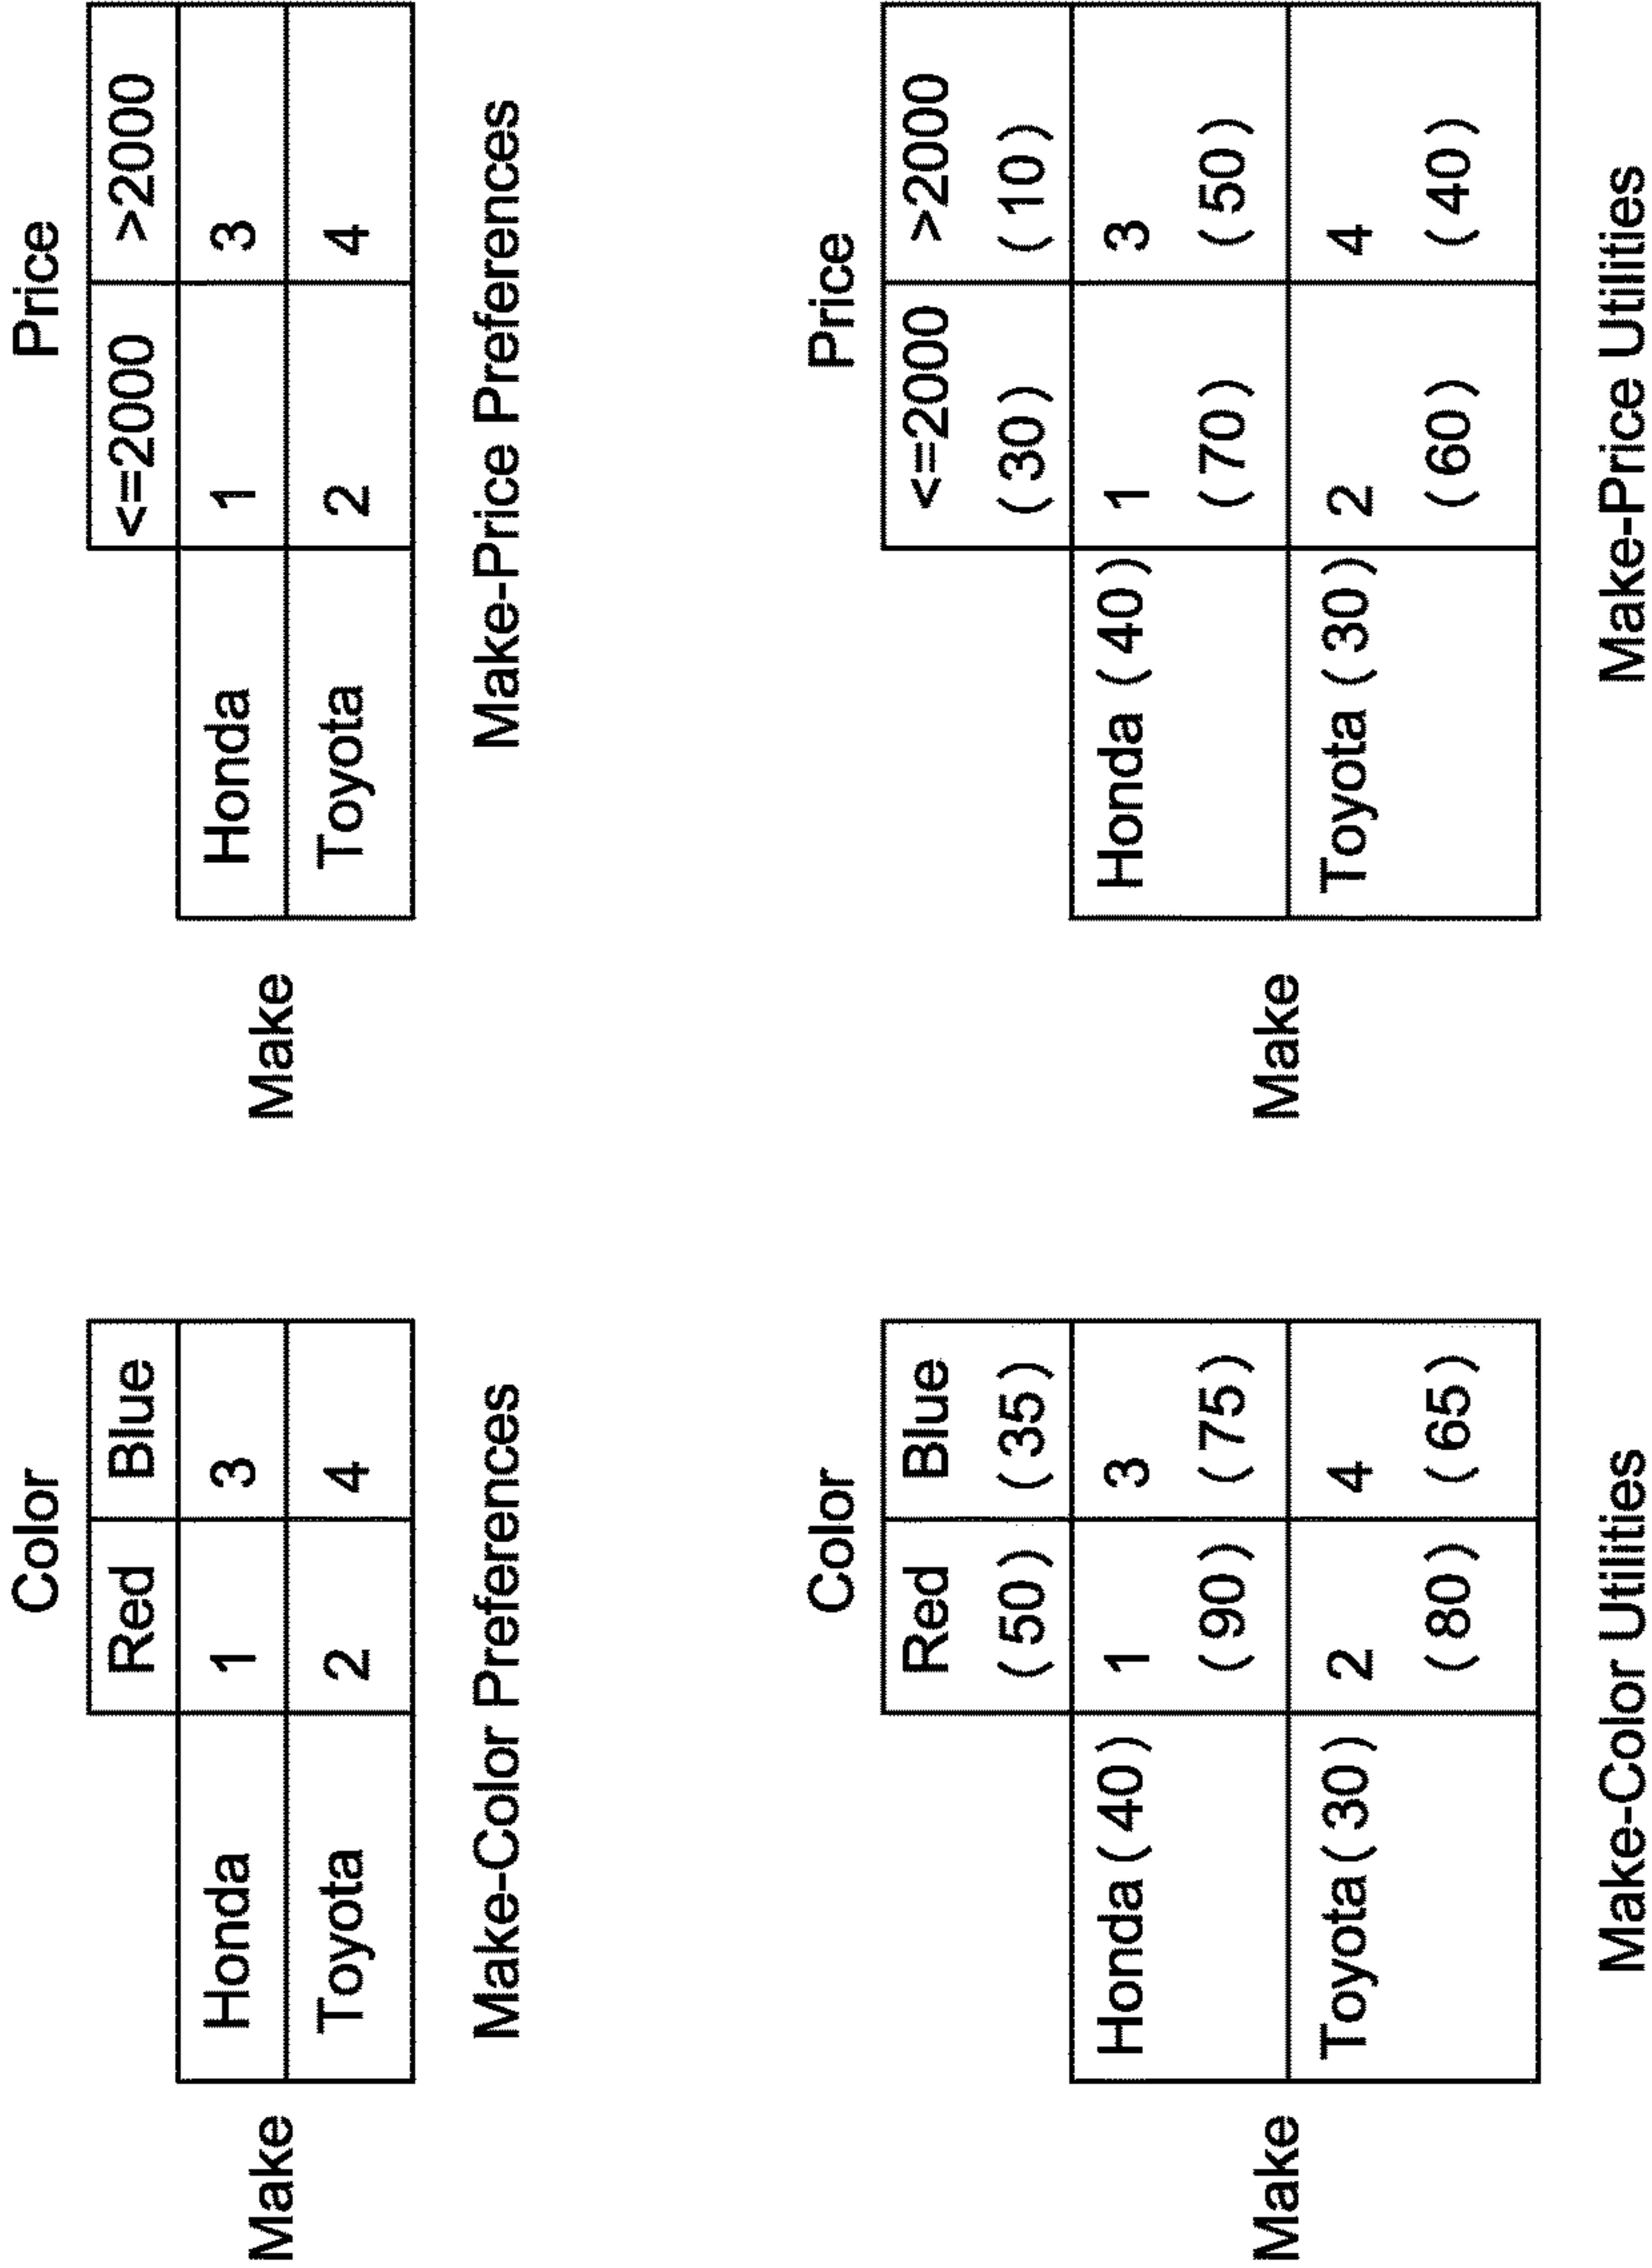 Color
Red Blue
Make
Honda 1 3
Toyota 2 4
Make-Color Preferences
Price
<=2000 >2000
Make
Honda 1 3
Toyota 2 4
Make-Price Preferences
Color
Red Blue
(50) (35)
Make
Honda (40) 1 3
(90) (75)
Toyota (30) 2 4
(80) (65)
Make-Color Utilities
Price
<=2000 >2000
(30) (10)
Make
Honda (40) 1 3
(70) (50)
Toyota (30) 2 4
(60) (40)
Make-Price Utilities